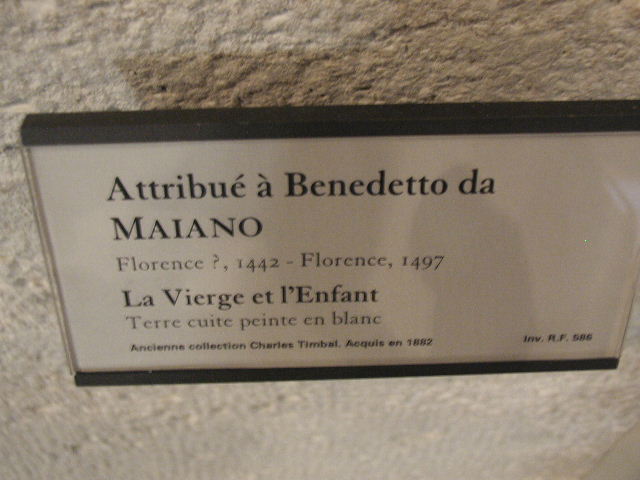 Attribué à Benedetto da
MAIANO
Florence ?, 1442 - Florence, 1497
La Vierge et l'Enfant
Terre cuite peinte en blanc
Ancienne collection Charles Timbal. Acquis en 1882
Inv. R.F. 586